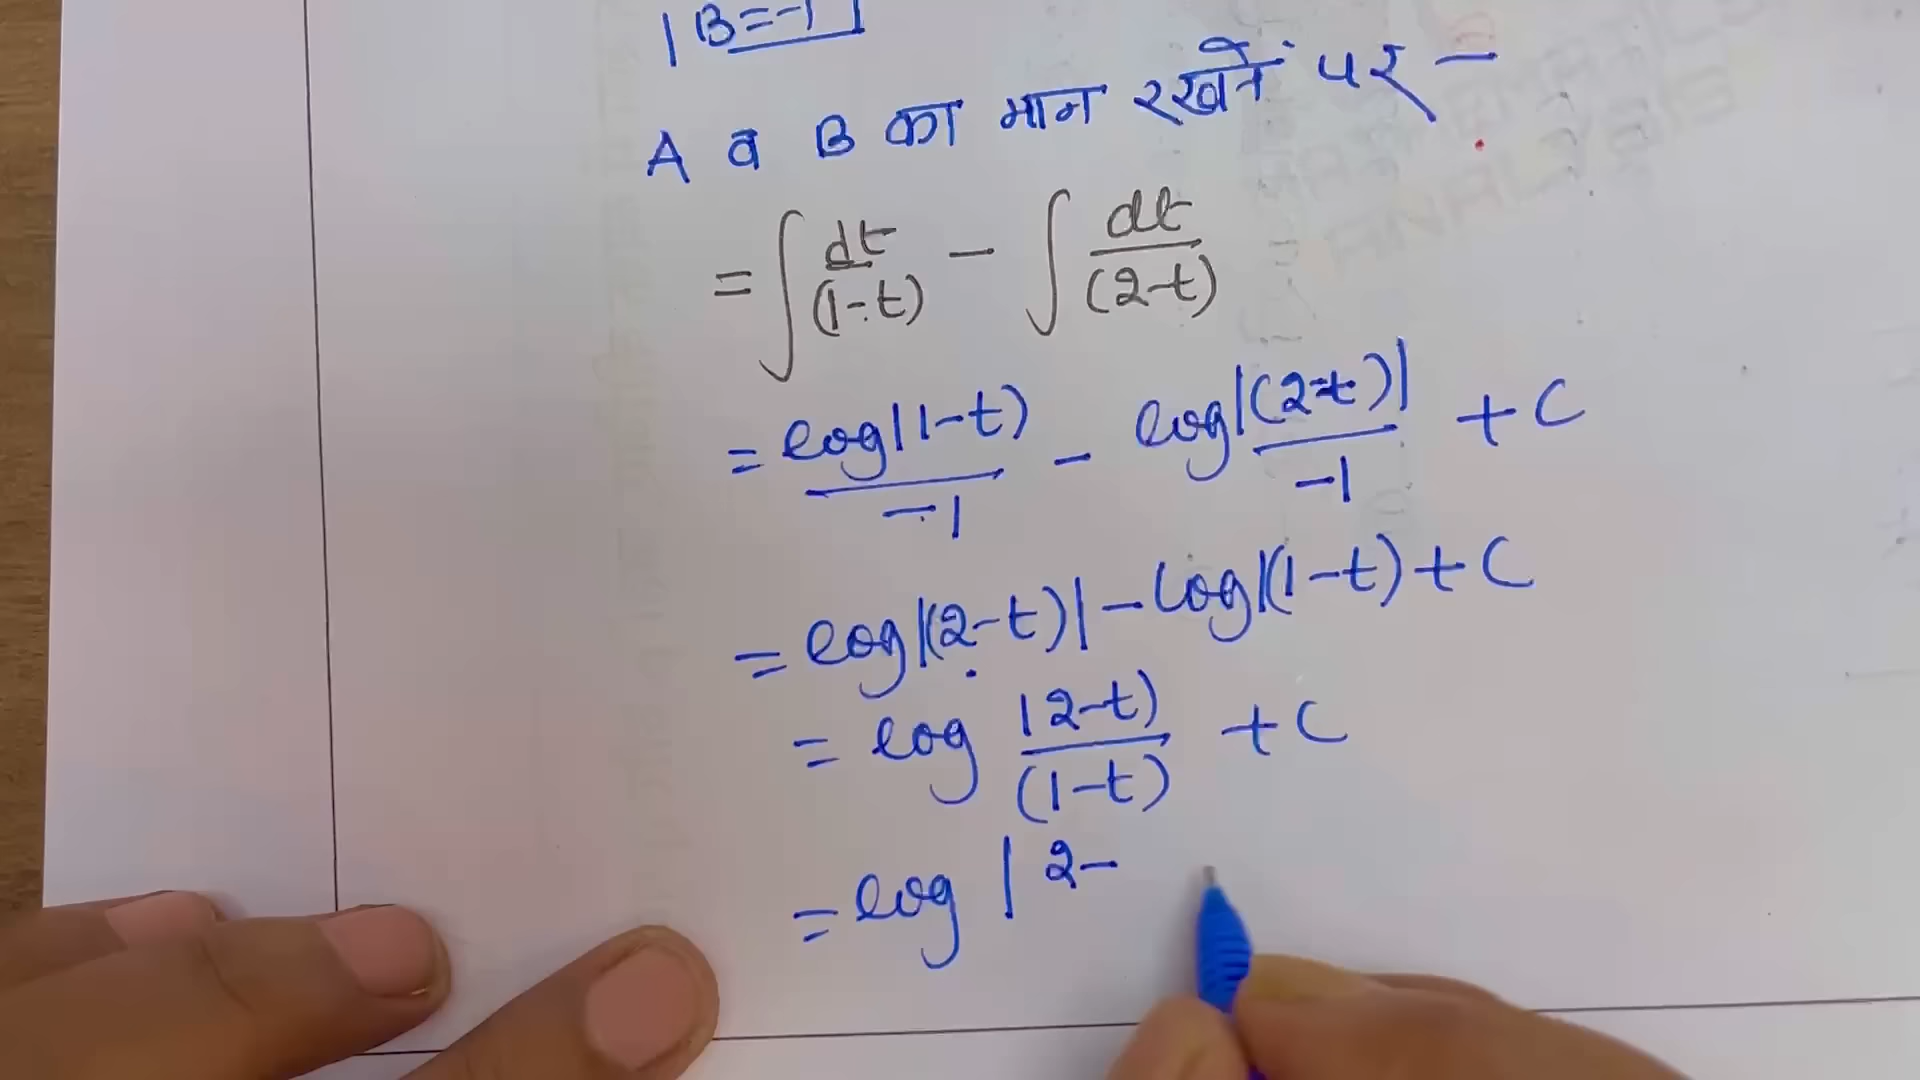 | B=-1 |
A व B का मान रखने पर –
= ∫ dt/(1-t) - ∫ dt/(2-t)
= log|1-t)/-1 - log|(2-t)|/-1 + C
= log|(2-t)| - log|(1-t) + C
= log |2-t)/(1-t) + C
= log | 2-